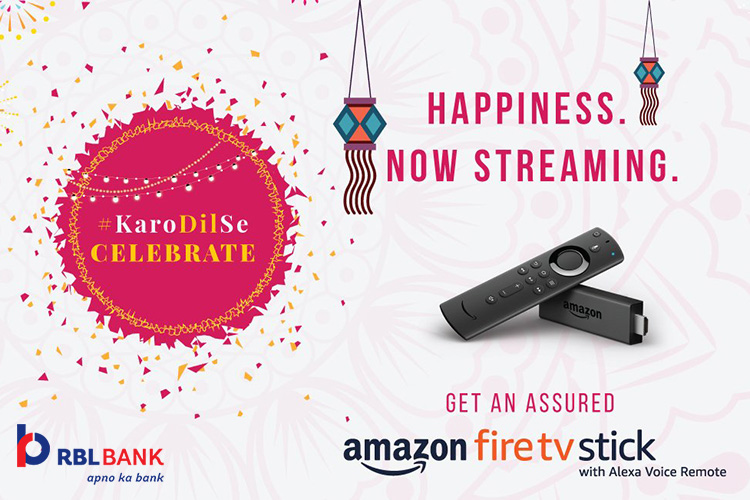 HAPPINESS.
NOW STREAMING.
#KaroDilSe
CELEBRATE
amazon
GET AN ASSURED
amazon fire tv stick
with Alexa Voice Remote
RBL BANK
apno ka bank